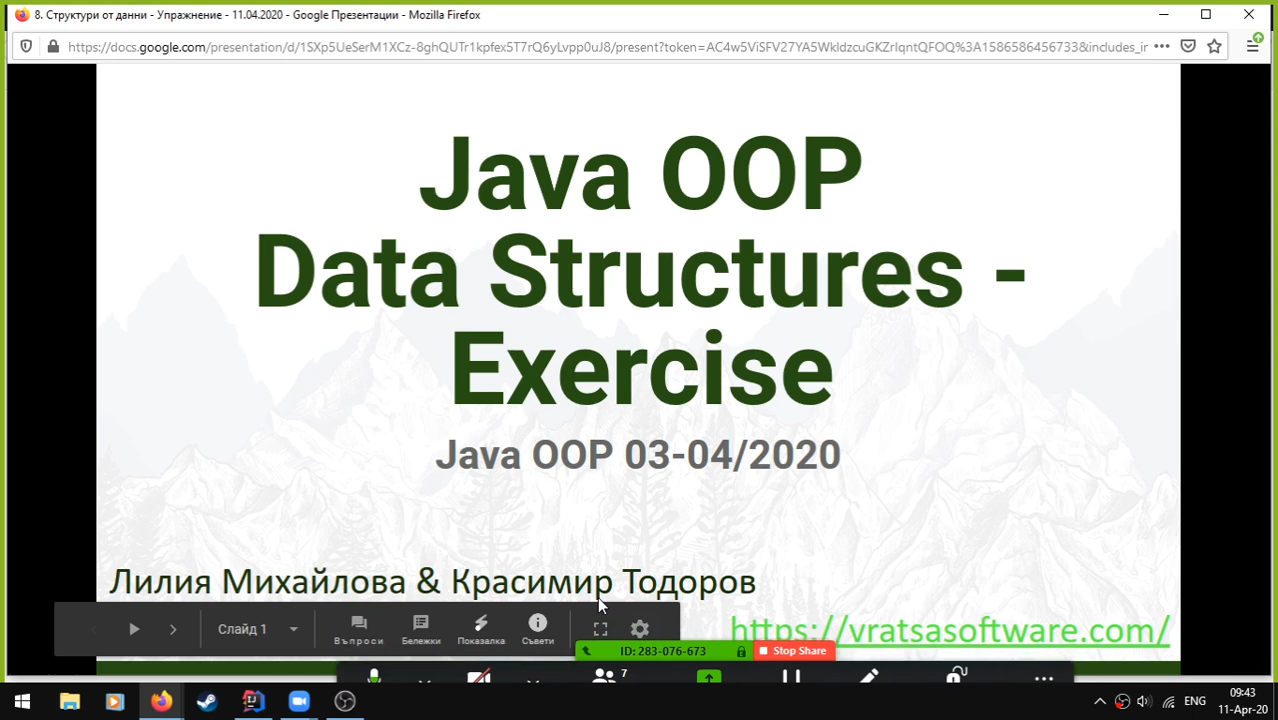 8. Структури от данни - Упражнение - 11.04.2020 - Google Презентации - Mozilla Firefox
https://docs.google.com/presentation/d/1SXp5UeSerM1XCz-8ghQUTr1kpfex5T7rQ6yLvpp0uJ8/present?token=AC4w5ViSFV27YA5WkldzcuGKZrIqntQFOQ%3A1586586456733&includes_ir
Java OOP
Data Structures -
Exercise
Java OOP 03-04/2020
Лилия Михайлова & Красимир Тодоров
https://vratsasoftware.com/
Слайд 1
Въпроси
Бележки
Показалка
Съвети
ID: 283-076-673
Stop Share
7
ENG
09:43
11-Apr-20